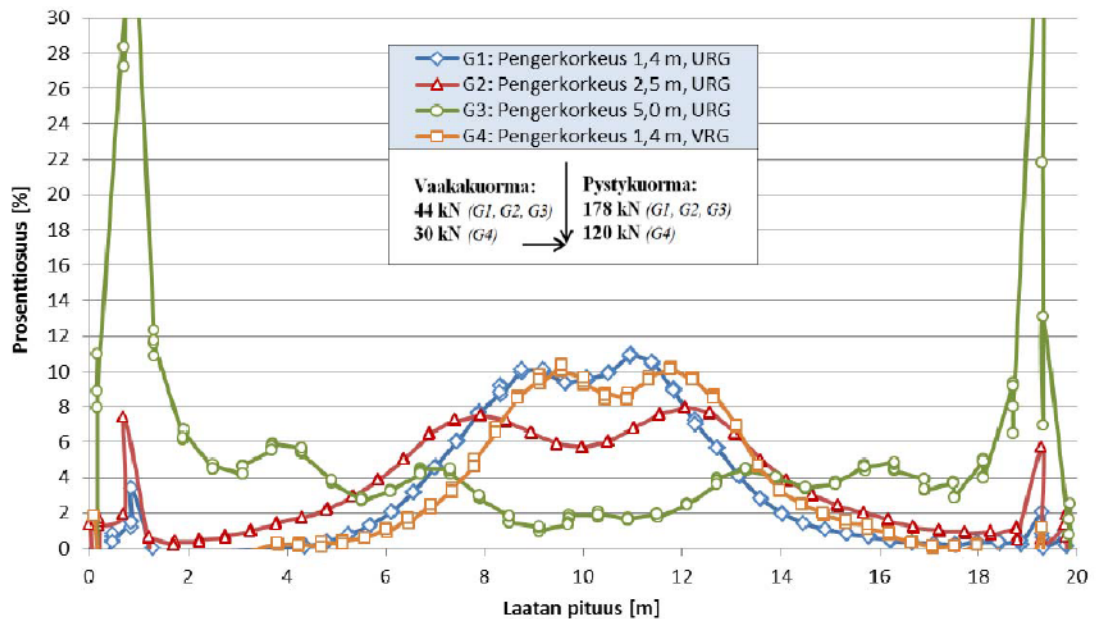 30
28
26
24
22
20
18
16
14
12
10
8
6
4
2
0
Prosenttiosuus [%]
G1: Pengerkorkeus 1,4 m, URG
G2: Pengerkorkeus 2,5 m, URG
G3: Pengerkorkeus 5,0 m, URG
G4: Pengerkorkeus 1,4 m, VRG
Vaakakuorma:
44 kN (G1, G2, G3)
30 kN (G4)
Pystykuorma:
178 kN (G1, G2, G3)
120 kN (G4)
0 2 4 6 8 10 12 14 16 18 20
Laatan pituus [m]